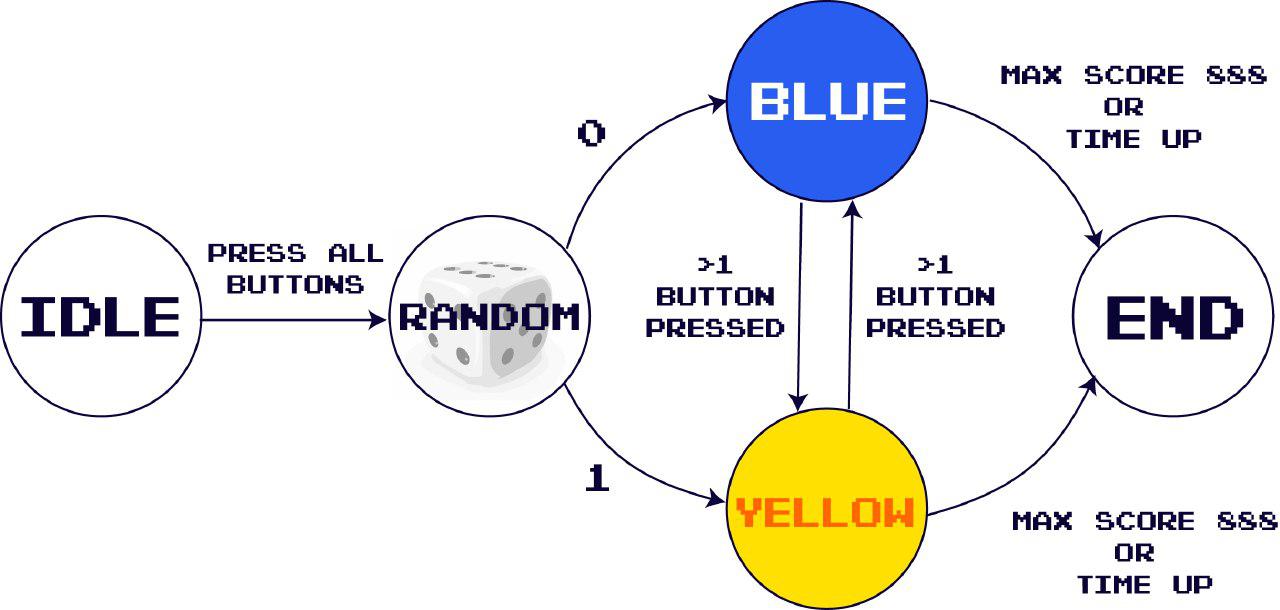 IDLE
PRESS ALL
BUTTONS
RANDOM
0
1
BLUE
>1
BUTTON
PRESSED
>1
BUTTON
PRESSED
YELLOW
MAX SCORE 888
OR
TIME UP
END
MAX SCORE 888
OR
TIME UP